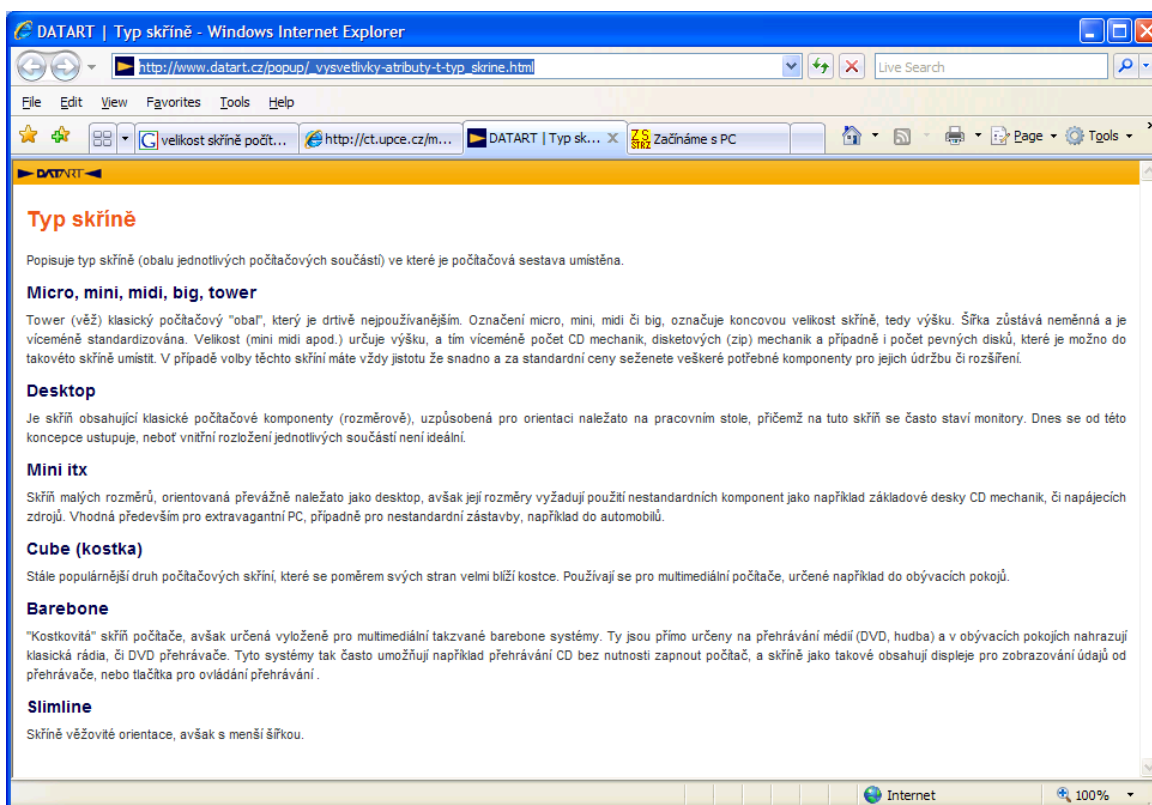 DATART | Typ skříně - Windows Internet Explorer
http://www.datart.cz/popup/_vysvetlivky-atributy-t-typ_skrine.html
Live Search
File Edit View Favorites Tools Help
velikost skříně počít... http://ct.upce.cz/m... DATART | Typ sk... ZS STRZ Začínáme s PC Page Tools
DATART
Typ skříně
Popisuje typ skříně (obalu jednotlivých počítačových součástí) ve které je počítačová sestava umístěna.
Micro, mini, midi, big, tower
Tower (věž) klasický počítačový "obal", který je drtivě nejpoužívanějším. Označení micro, mini, midi či big, označuje koncovou velikost skříně, tedy výšku. Šířka zůstává neměnná a je
víceméně standardizována. Velikost (mini midi apod.) určuje výšku, a tím víceméně počet CD mechanik, disketových (zip) mechanik a případně i počet pevných disků, které je možno do
takovéto skříně umístit. V případě volby těchto skříní máte vždy jistotu že snadno a za standardní ceny seženete veškeré potřebné komponenty pro jejich údržbu či rozšíření.
Desktop
Je skříň obsahující klasické počítačové komponenty (rozměrově), uzpůsobená pro orientaci naležato na pracovním stole, přičemž na tuto skříň se často staví monitory. Dnes se od této
koncepce ustupuje, neboť vnitřní rozložení jednotlivých součástí není ideální.
Mini itx
Skříň malých rozměrů, orientovaná převážně naležato jako desktop, avšak její rozměry vyžadují použití nestandardních komponent jako například základové desky CD mechanik, či napájecích
zdrojů. Vhodná především pro extravagantní PC, případně pro nestandardní zástavby, například do automobilů.
Cube (kostka)
Stále populárnější druh počítačových skříní, které se poměrem svých stran velmi blíží kostce. Používají se pro multimediální počítače, určené například do obývacích pokojů.
Barebone
"Kostkovitá" skříň počítače, avšak určená vyloženě pro multimediální takzvané barebone systémy. Ty jsou přímo určeny na přehrávání médií (DVD, hudba) a v obývacích pokojích nahrazují
klasická rádia, či DVD přehrávače. Tyto systémy tak často umožňují například přehrávání CD bez nutnosti zapnout počítač, a skříně jako takové obsahují displeje pro zobrazování údajů od
přehrávače, nebo tlačítka pro ovládání přehrávání .
Slimline
Skříně věžovité orientace, avšak s menší šířkou.
Internet 100%